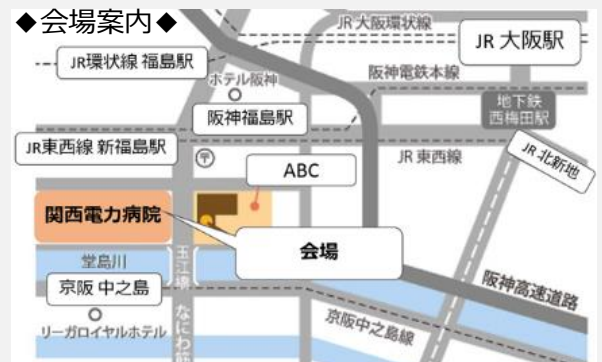 ◆会場案内◆
JR 大阪環状線
JR 大阪駅
JR環状線 福島駅
阪神電鉄本線
ホテル阪神
地下鉄
西梅田駅
阪神福島駅
JR東西線 新福島駅
〒
JR 東西線
JR 北新地
ABC
関西電力病院
会場
堂島川
玉江橋
京阪 中之島
阪神高速道路
なにわ筋
京阪中之島線
リーガロイヤルホテル